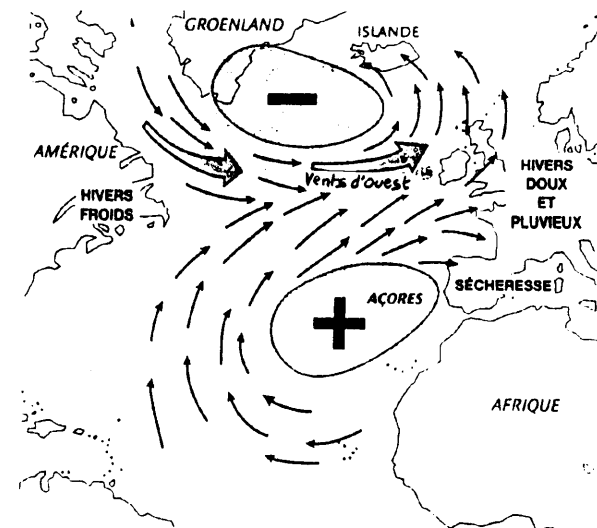 GROENLAND
ISLANDE
AMÉRIQUE
HIVERS
FROIDS
Vents d'ouest
HIVERS
DOUX
ET
PLUVIEUX
AÇORES
SÉCHERESSE
AFRIQUE